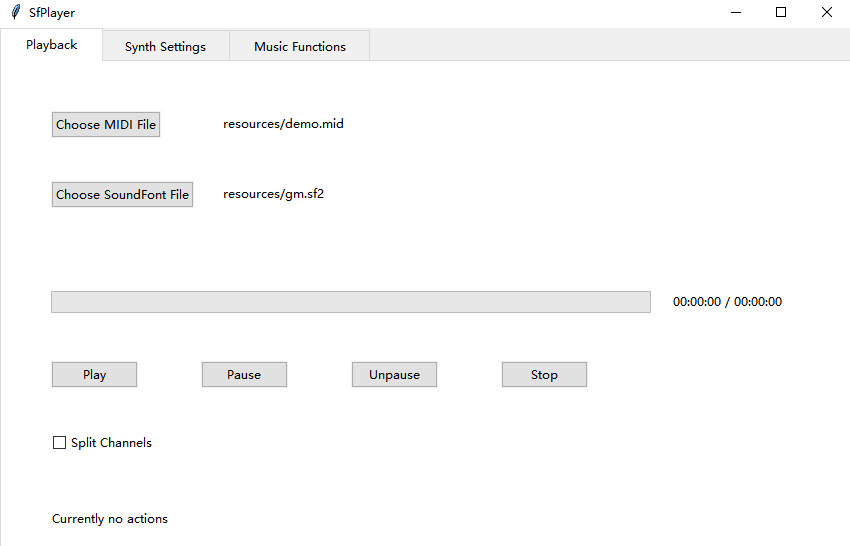 SfPlayer
Playback Synth Settings Music Functions
Choose MIDI File resources/demo.mid
Choose SoundFont File resources/gm.sf2
00:00:00 / 00:00:00
Play Pause Unpause Stop
Split Channels
Currently no actions